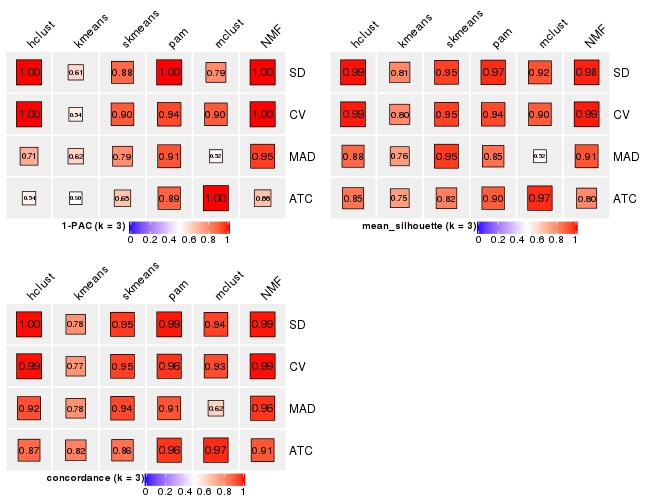 hclust kmeans skmeans pam mclust NMF
1.00 0.61 0.88 1.00 0.79 1.00 SD
1.00 0.54 0.90 0.94 0.90 1.00 CV
0.71 0.62 0.79 0.91 0.52 0.95 MAD
0.54 0.50 0.65 0.89 1.00 0.66 ATC
1-PAC (k = 3)
0 0.2 0.4 0.6 0.8 1
hclust kmeans skmeans pam mclust NMF
0.99 0.81 0.95 0.97 0.92 0.98 SD
0.99 0.80 0.95 0.94 0.90 0.99 CV
0.88 0.76 0.95 0.85 0.52 0.91 MAD
0.85 0.75 0.82 0.90 0.97 0.80 ATC
mean_silhouette (k = 3)
0 0.2 0.4 0.6 0.8 1
hclust kmeans skmeans pam mclust NMF
1.00 0.78 0.95 0.99 0.94 0.99 SD
0.99 0.77 0.95 0.96 0.93 0.99 CV
0.92 0.78 0.94 0.91 0.62 0.96 MAD
0.87 0.82 0.86 0.96 0.97 0.91 ATC
concordance (k = 3)
0 0.2 0.4 0.6 0.8 1